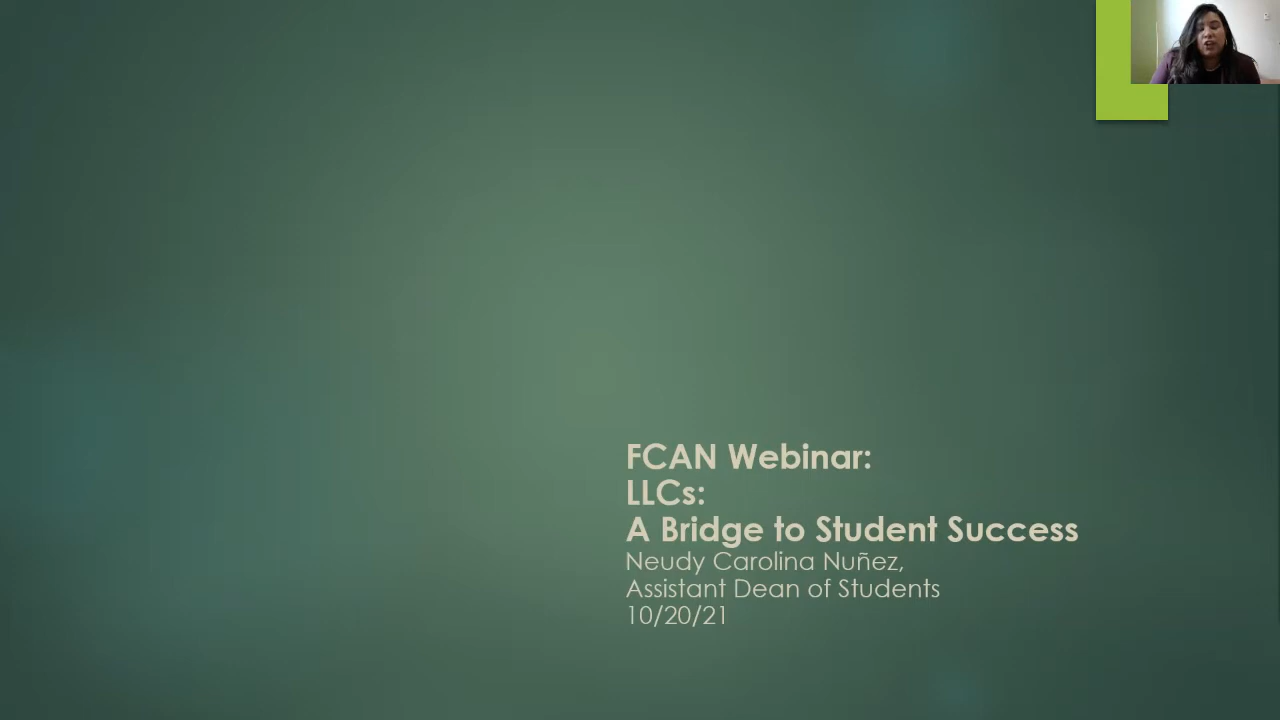 FCAN Webinar:
LLCs:
A Bridge to Student Success
Neudy Carolina Nuñez,
Assistant Dean of Students
10/20/21